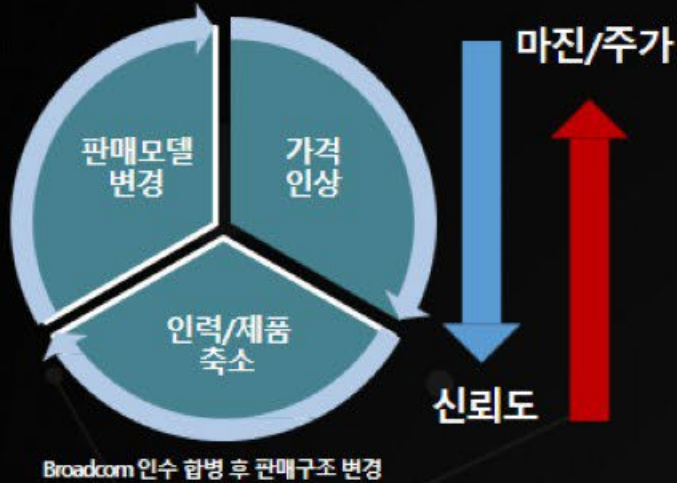 마진/주가
판매모델
변경
가격
인상
인력/제품
축소
신뢰도
Broadcom 인수 합병 후 판매구조 변경